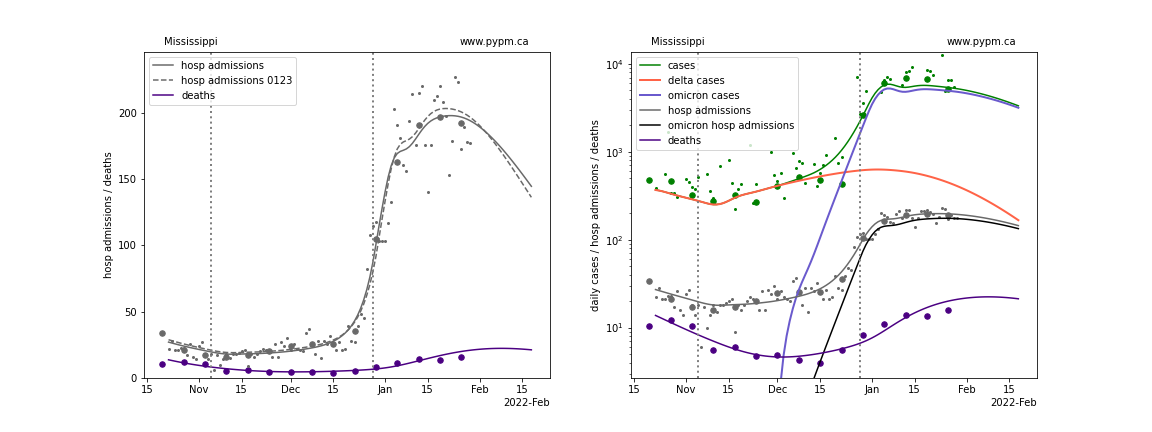 Mississippi
www.pypm.ca
hosp admissions
hosp admissions 0123
deaths
hosp admissions / deaths
200
150
100
50
0
15
Nov
15
Dec
15
Jan
15
Feb
15
2022-Feb
Mississippi
www.pypm.ca
cases
delta cases
omicron cases
hosp admissions
omicron hosp admissions
deaths
daily cases / hosp admissions / deaths
10⁴
10³
10²
10¹
15
Nov
15
Dec
15
Jan
15
Feb
15
2022-Feb